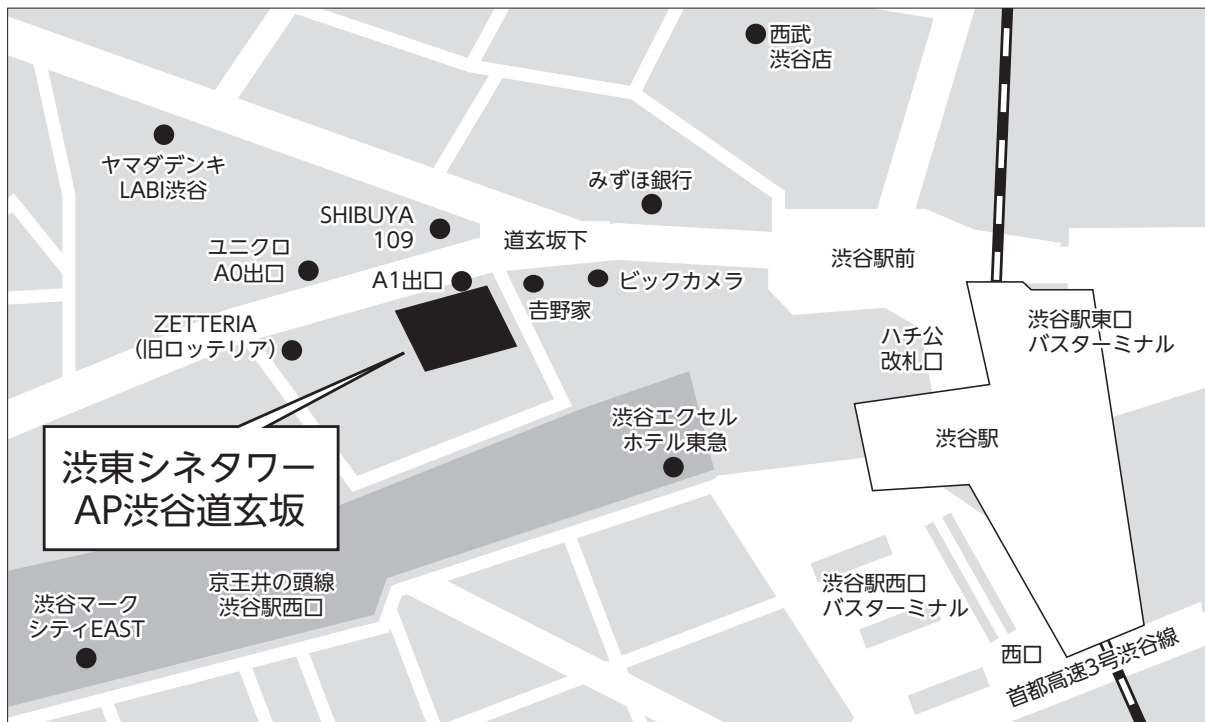 西武
渋谷店
ヤマダデンキ
LABI渋谷
みずほ銀行
SHIBUYA
109
道玄坂下
ユニクロ
A0出口
A1出口
ビックカメラ
渋谷駅前
吉野家
ZETTERIA
(旧ロッテリア)
ハチ公
改札口
渋谷駅東口
バスターミナル
渋谷エクセル
ホテル東急
渋谷駅
渋東シネタワー
AP渋谷道玄坂
京王井の頭線
渋谷駅西口
渋谷マーク
シティEAST
渋谷駅西口
バスターミナル
西口
首都高速3号渋谷線